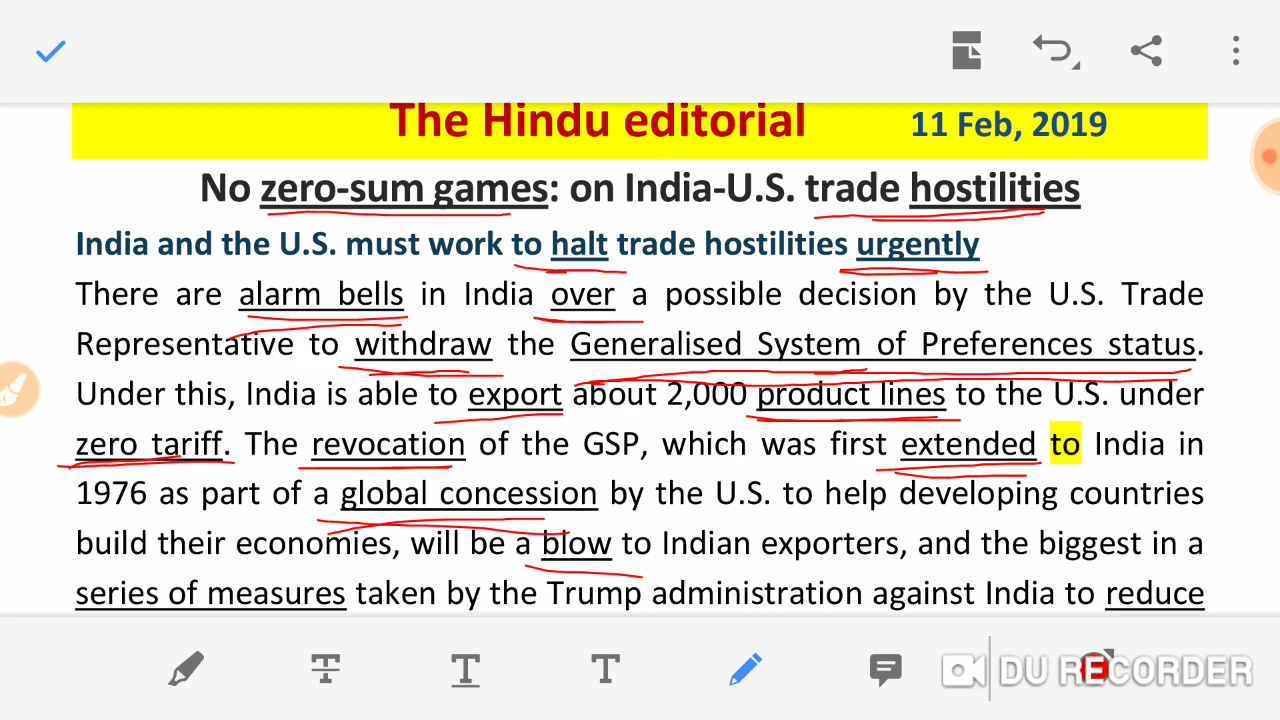 The Hindu editorial 11 Feb, 2019
No zero-sum games: on India-U.S. trade hostilities
India and the U.S. must work to halt trade hostilities urgently
There are alarm bells in India over a possible decision by the U.S. Trade
Representative to withdraw the Generalised System of Preferences status.
Under this, India is able to export about 2,000 product lines to the U.S. under
zero tariff. The revocation of the GSP, which was first extended to India in
1976 as part of a global concession by the U.S. to help developing countries
build their economies, will be a blow to Indian exporters, and the biggest in a
series of measures taken by the Trump administration against India to reduce
T T T
DU RECORDER